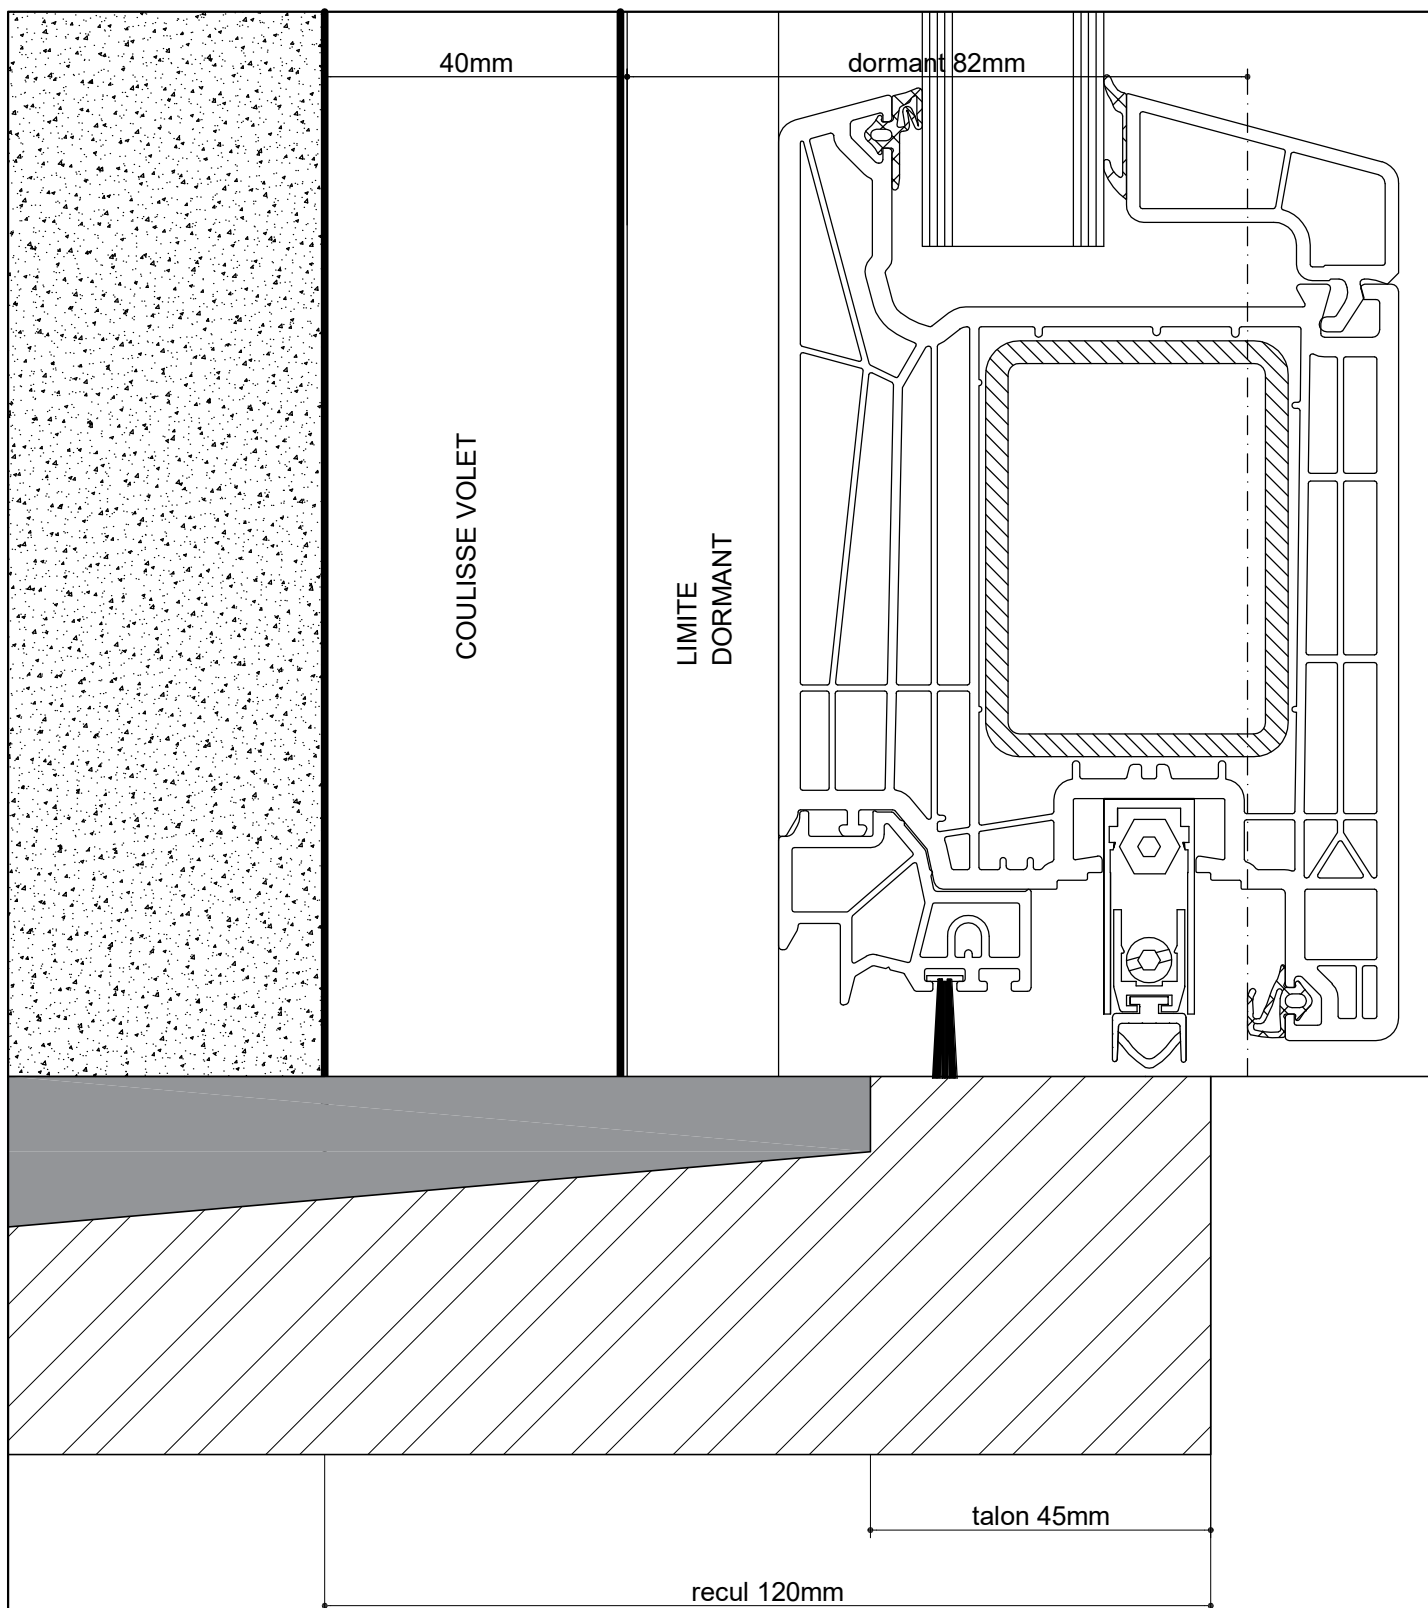 40mm
dormant 82mm
COULISSE VOLET
LIMITE
DORMANT
talon 45mm
recul 120mm